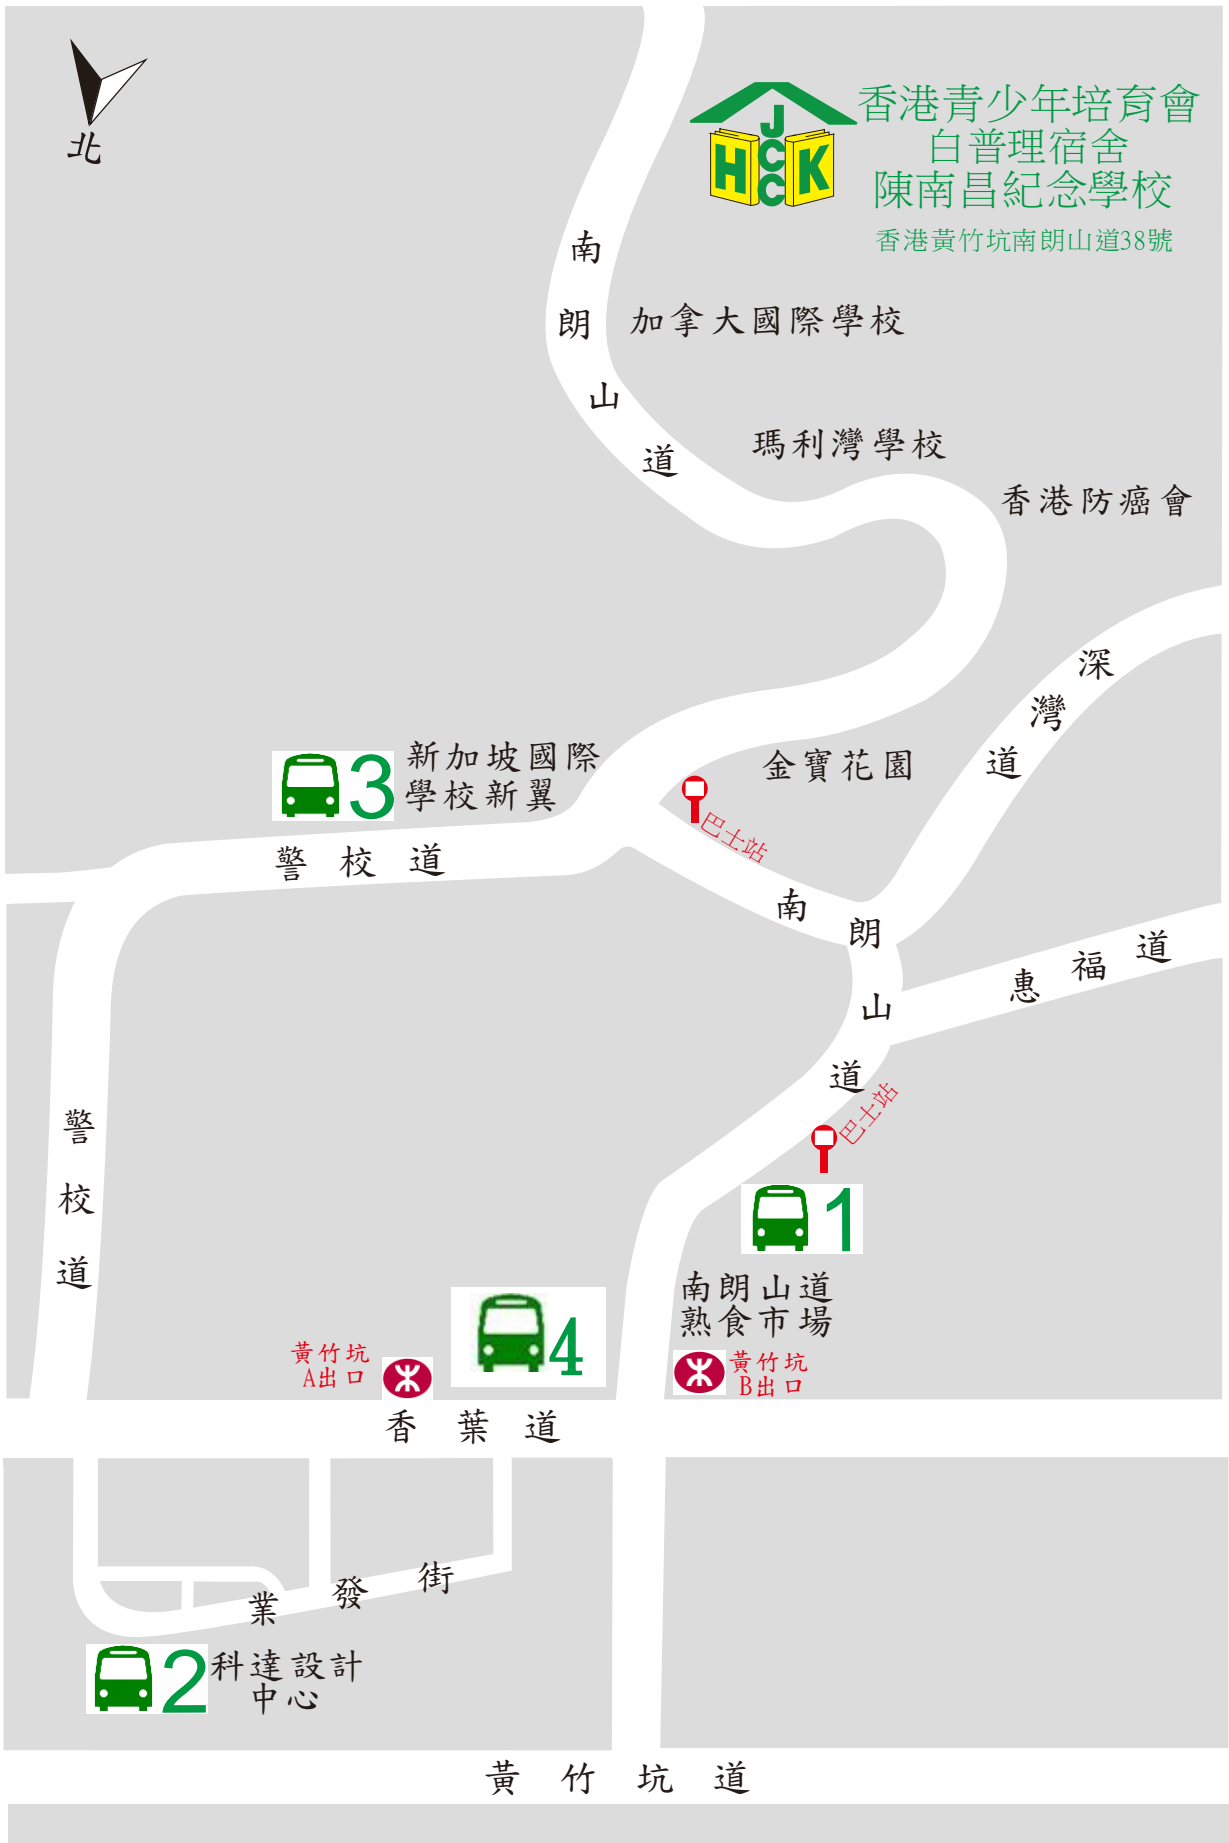 北
J
H C K
C
香港青少年培育會
白普理宿舍
陳南昌紀念學校
香港黃竹坑南朗山道38號
南朗山道
加拿大國際學校
瑪利灣學校
香港防癌會
深灣道
金寶花園
巴士站
3
新加坡國際
學校新翼
警校道
南朗山道
惠福道
巴士站
警校道
1
南朗山道
熟食市場
4
黃竹坑
A出口
黃竹坑
B出口
香葉道
業發街
2
科達設計
中心
黃竹坑道